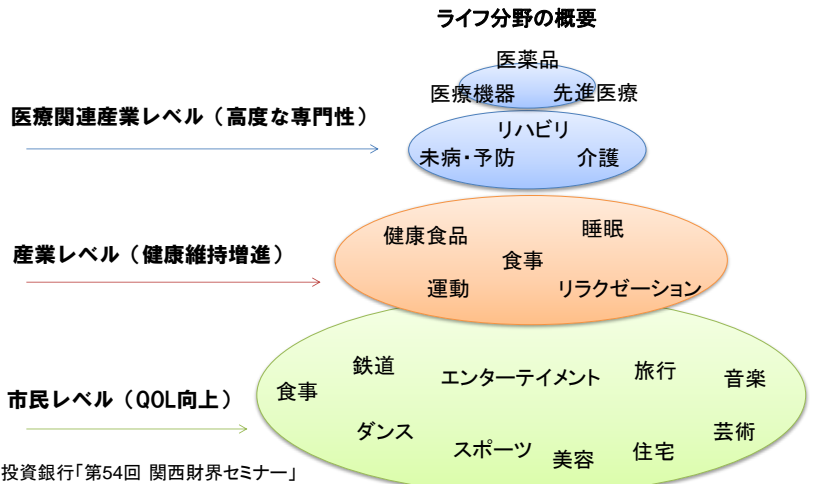 ライフ分野の概要
医薬品
医療機器 先進医療
医療関連産業レベル（高度な専門性）
リハビリ
未病・予防 介護
健康食品 睡眠
産業レベル（健康維持増進）
食事
運動 リラクゼーション
鉄道 エンターテイメント 旅行 音楽
食事
市民レベル（QOL向上）
ダンス 芸術
スポーツ 美容 住宅
投資銀行「第54回 関西財界セミナー」